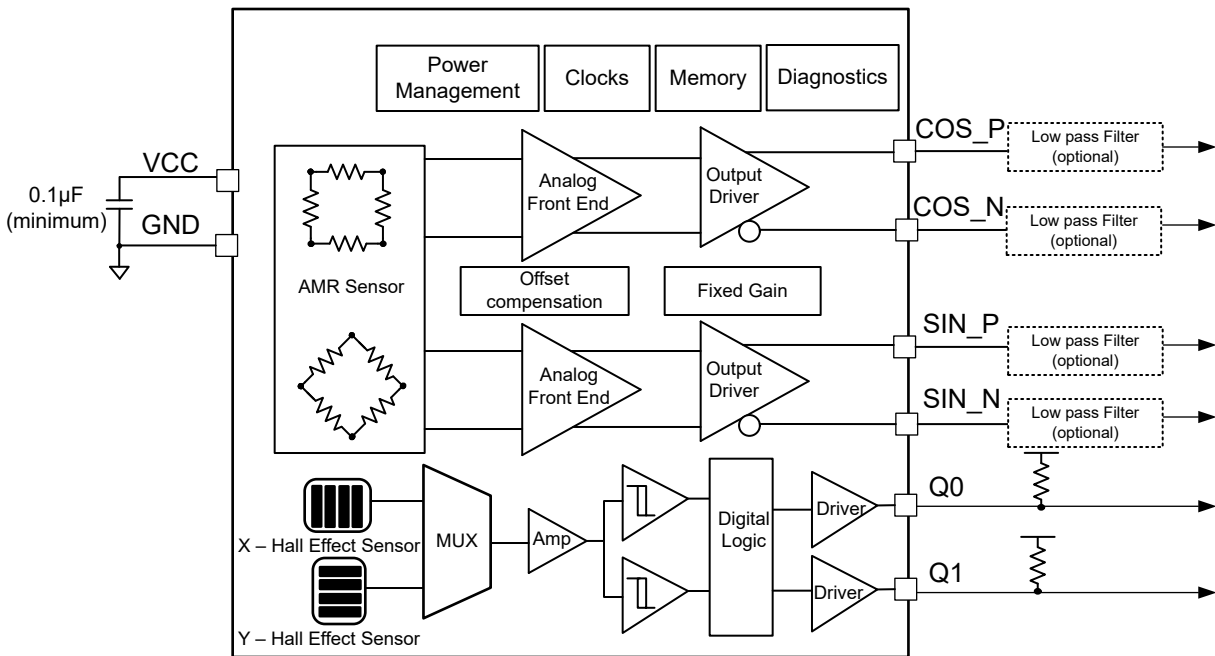 Power
Management
Clocks
Memory
Diagnostics
VCC
0.1µF
(minimum)
GND
AMR Sensor
Analog
Front End
Output
Driver
COS_P
Low pass Filter
(optional)
COS_N
Low pass Filter
(optional)
Offset
compensation
Fixed Gain
Analog
Front End
Output
Driver
SIN_P
Low pass Filter
(optional)
SIN_N
Low pass Filter
(optional)
X – Hall Effect Sensor
Y – Hall Effect Sensor
MUX
Amp
Digital
Logic
Driver
Q0
Driver
Q1